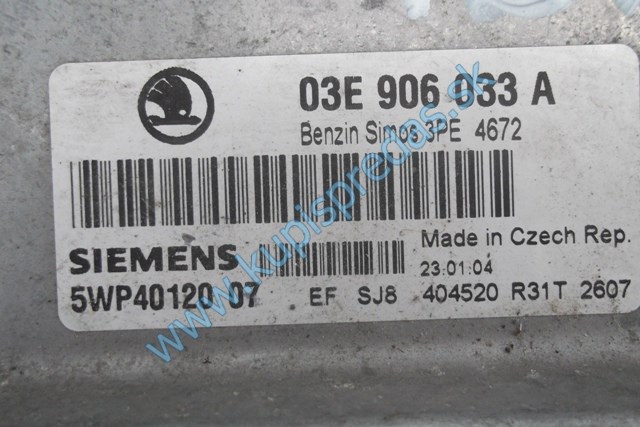 03E 906 033 A
Benzin Simos 3PE 4672
SIEMENS
Made in Czech Rep.
23.01.04
5WP40120 07 EF SJ8 404520 R31T 2607
www.kupispredas.sk